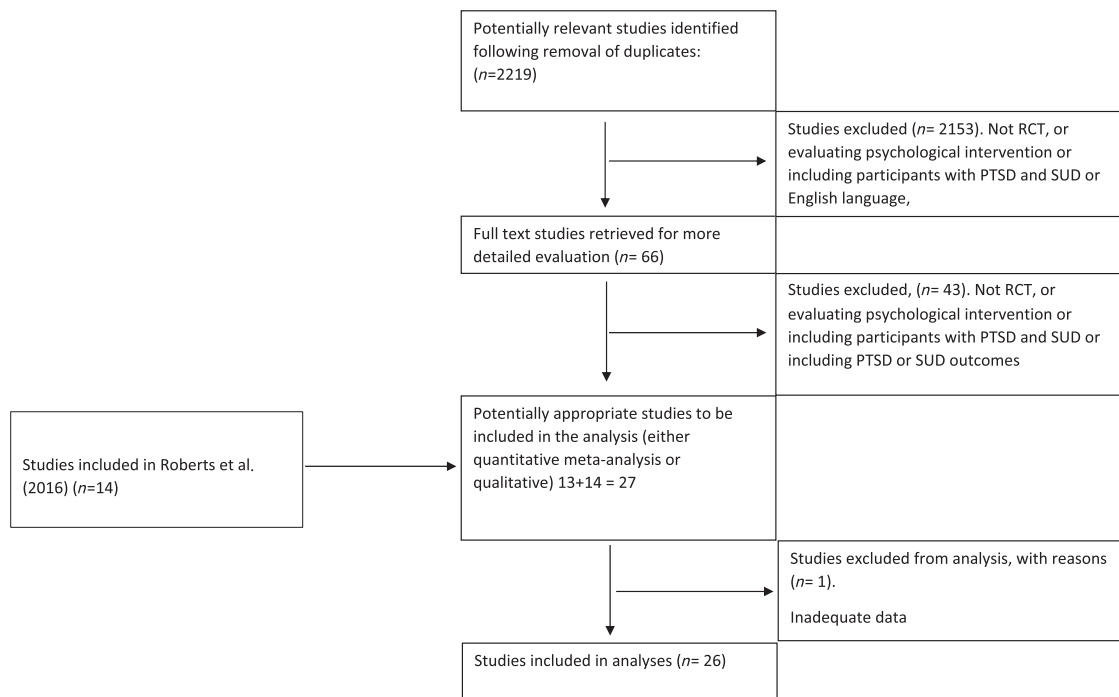 Potentially relevant studies identified
following removal of duplicates:
(n=2219)
Studies excluded (n= 2153). Not RCT, or
evaluating psychological intervention or
including participants with PTSD and SUD or
English language,
Full text studies retrieved for more
detailed evaluation (n= 66)
Studies excluded, (n= 43). Not RCT, or
evaluating psychological intervention or
including participants with PTSD and SUD or
including PTSD or SUD outcomes
Studies included in Roberts et al.
(2016) (n=14)
Potentially appropriate studies to be
included in the analysis (either
quantitative meta-analysis or
qualitative) 13+14 = 27
Studies excluded from analysis, with reasons
(n= 1).
Inadequate data
Studies included in analyses (n= 26)